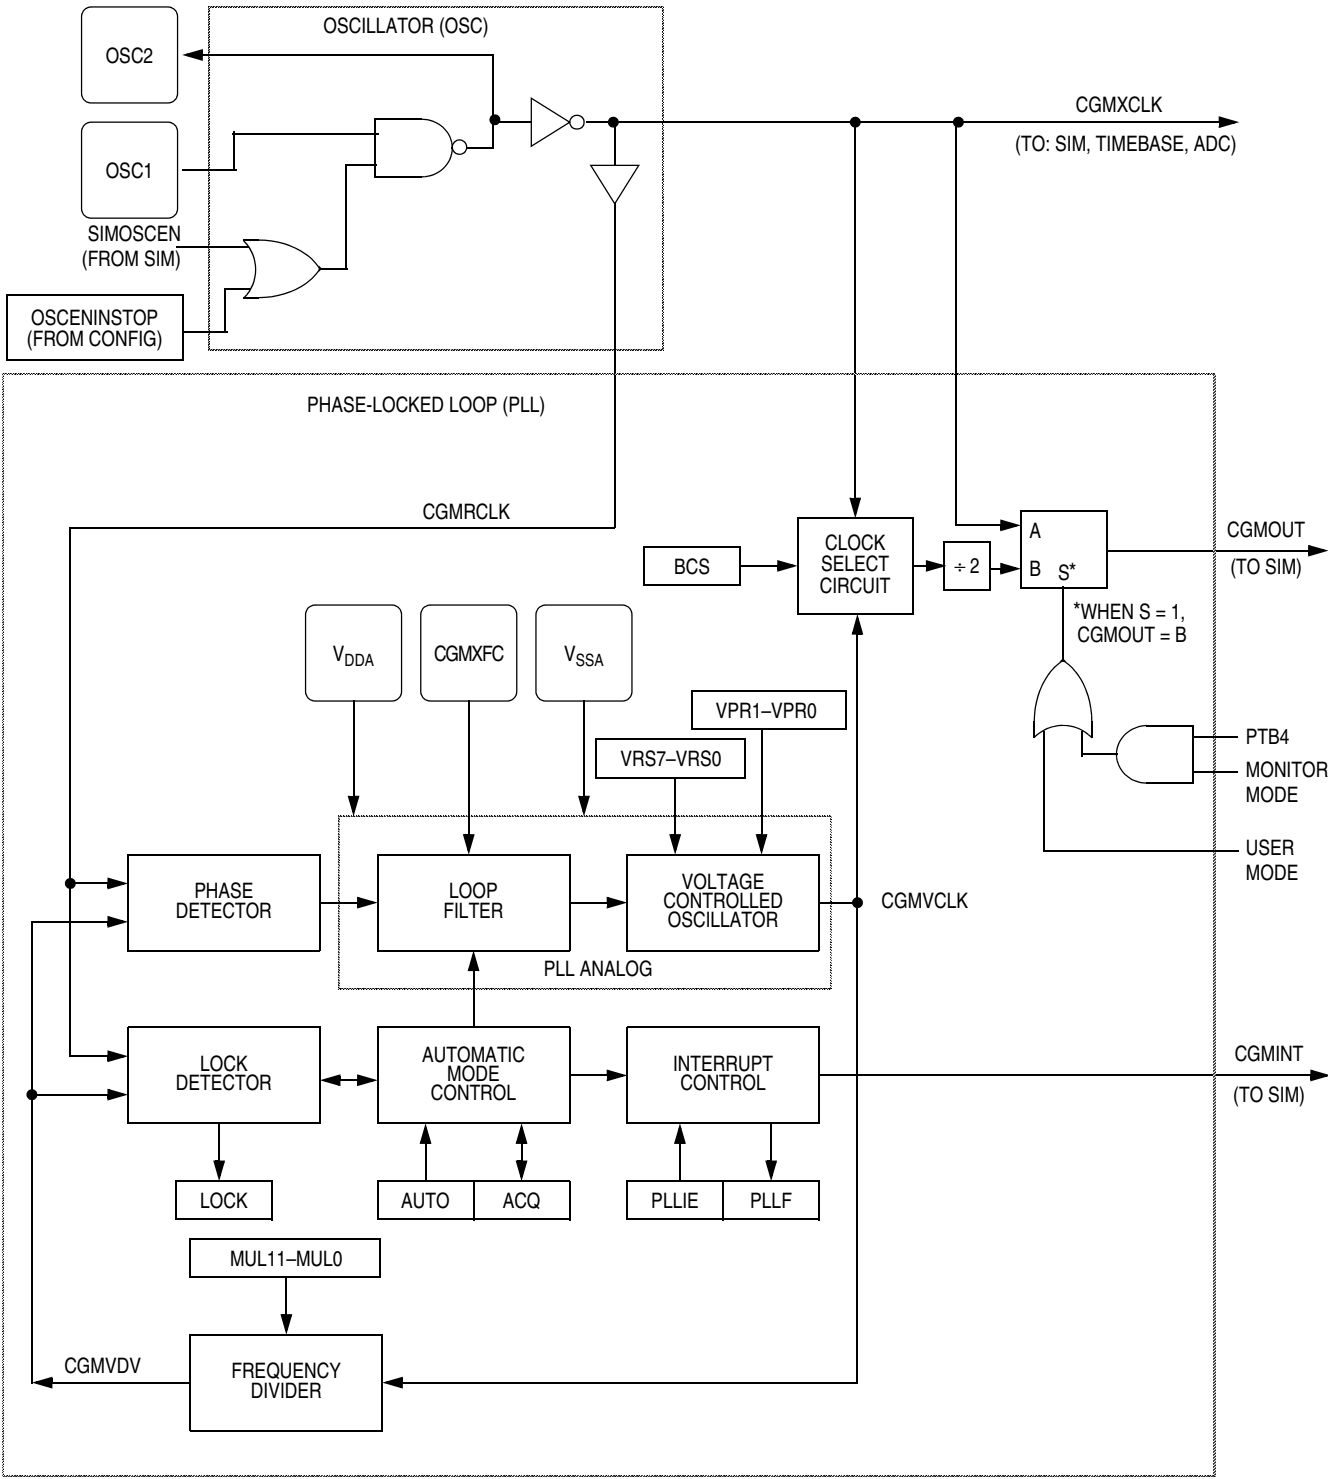 OSCILLATOR (OSC)
OSC2
CGMXCLK
(TO: SIM, TIMEBASE, ADC)
OSC1
SIMOSCEN
(FROM SIM)
OSCENINSTOP
(FROM CONFIG)
PHASE-LOCKED LOOP (PLL)
CGMRCLK
CGMOUT
(TO SIM)
BCS
CLOCK
SELECT
CIRCUIT
÷ 2
A
B
S*
*WHEN S = 1,
CGMOUT = B
VDDA
CGMXFC
VSSA
VPR1–VPR0
VRS7–VRS0
PTB4
MONITOR
MODE
USER
MODE
PHASE
DETECTOR
LOOP
FILTER
VOLTAGE
CONTROLLED
OSCILLATOR
CGMVCLK
PLL ANALOG
LOCK
DETECTOR
AUTOMATIC
MODE
CONTROL
INTERRUPT
CONTROL
CGMINT
(TO SIM)
LOCK
AUTO
ACQ
PLLIE
PLLF
MUL11–MUL0
CGMVDV
FREQUENCY
DIVIDER